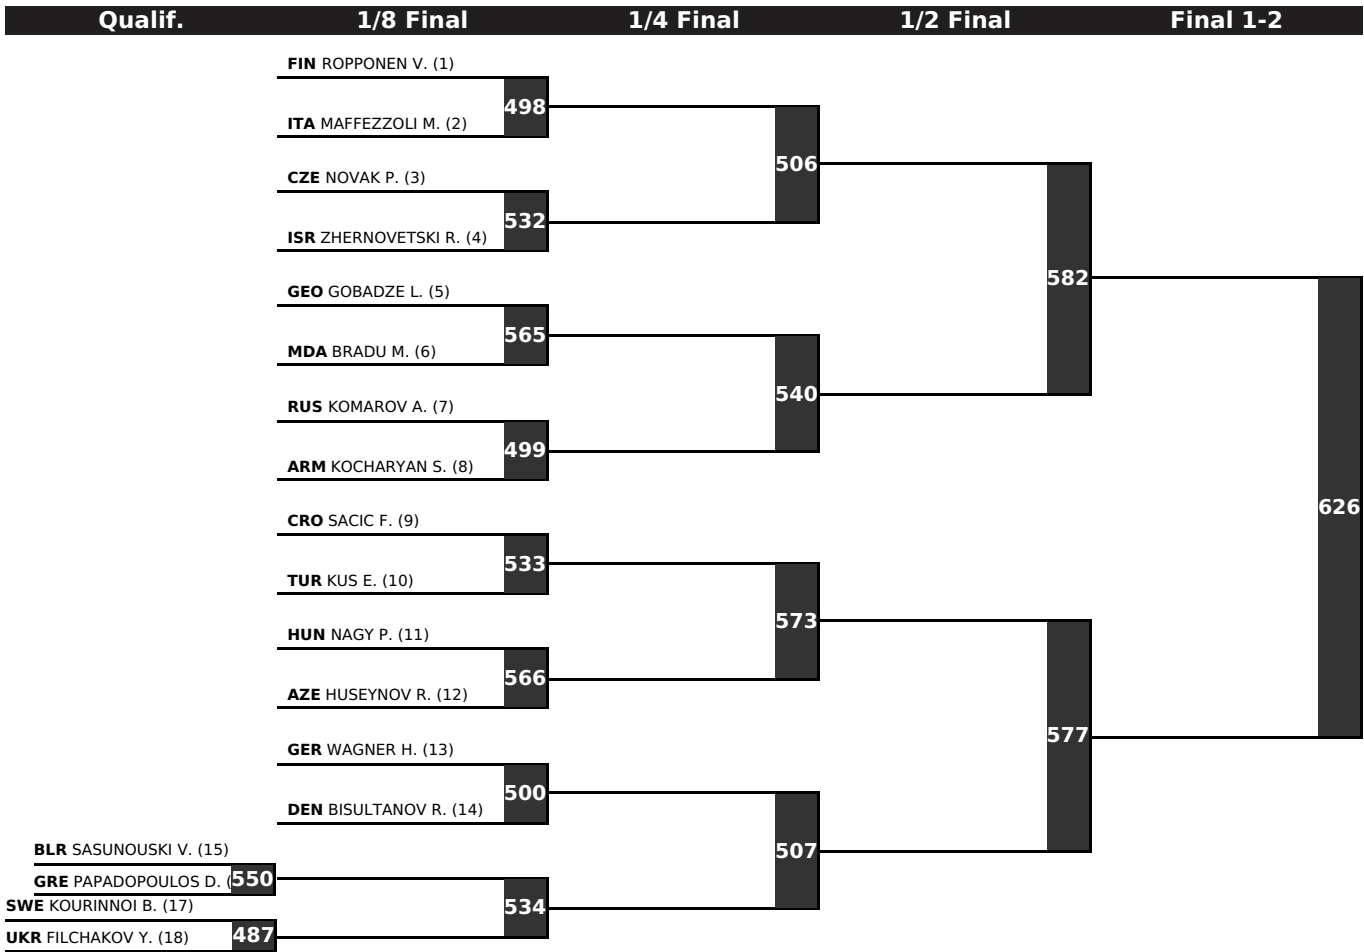 Qualif. 1/8 Final 1/4 Final 1/2 Final Final 1-2
FIN ROPPONEN V. (1)
498
ITA MAFFEZZOLI M. (2)
506
CZE NOVAK P. (3)
532
ISR ZHERNOVETSKI R. (4)
582
GEO GOBADZE L. (5)
565
MDA BRADU M. (6)
540
RUS KOMAROV A. (7)
499
ARM KOCHARYAN S. (8)
626
CRO SACIC F. (9)
533
TUR KUS E. (10)
573
HUN NAGY P. (11)
566
AZE HUSEYNOV R. (12)
577
GER WAGNER H. (13)
500
DEN BISULTANOV R. (14)
BLR SASUNOUSKI V. (15)
507
GRE PAPADOPOULOS D. (
550
SWE KOURINNOI B. (17)
534
UKR FILCHAKOV Y. (18)
487